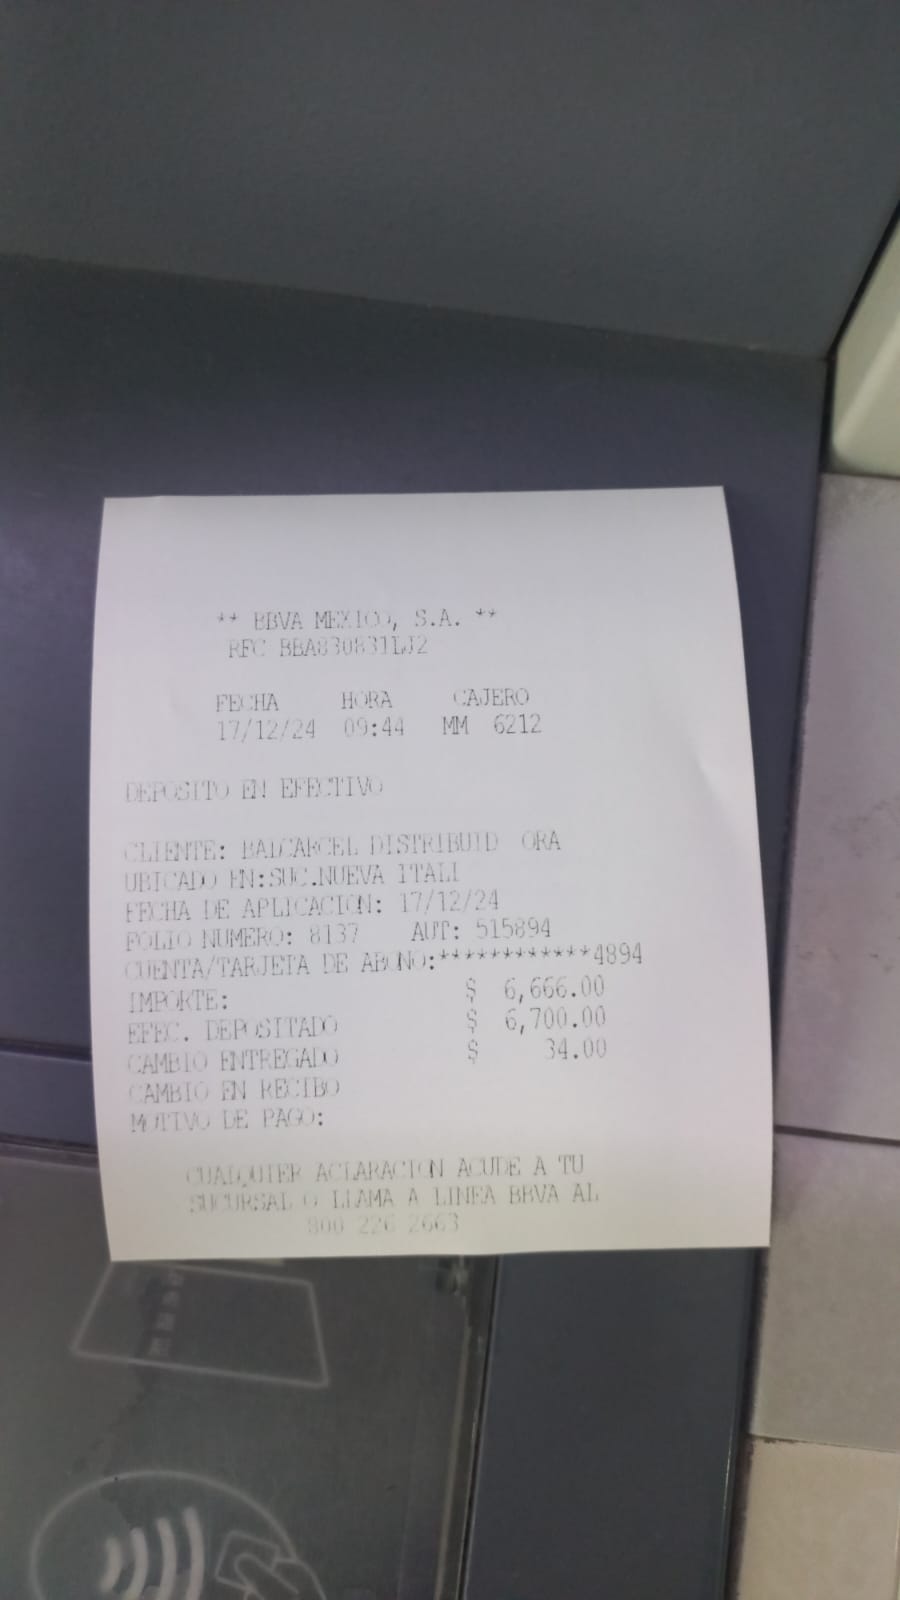 ** BBVA MEXICO, S.A. **
RFC BBA830831LJ2
FECHA HORA CAJERO
17/12/24 09:44 MM 6212
DEPOSITO EN EFECTIVO
CLIENTE: BALCARCEL DISTRIBUID ORA
UBICADO EN:SUC.NUEVA ITALI
FECHA DE APLICACION: 17/12/24
FOLIO NUMERO: 8137 AUT: 515894
CUENTA/TARJETA DE ABONO:************4894
IMPORTE: $ 6,666.00
EFEC. DEPOSITADO $ 6,700.00
CAMBIO ENTREGADO $ 34.00
CAMBIO EN RECIBO
MOTIVO DE PAGO:
CUALQUIER ACLARACION ACUDE A TU
SUCURSAL O LLAMA A LINEA BBVA AL
800 226 2663